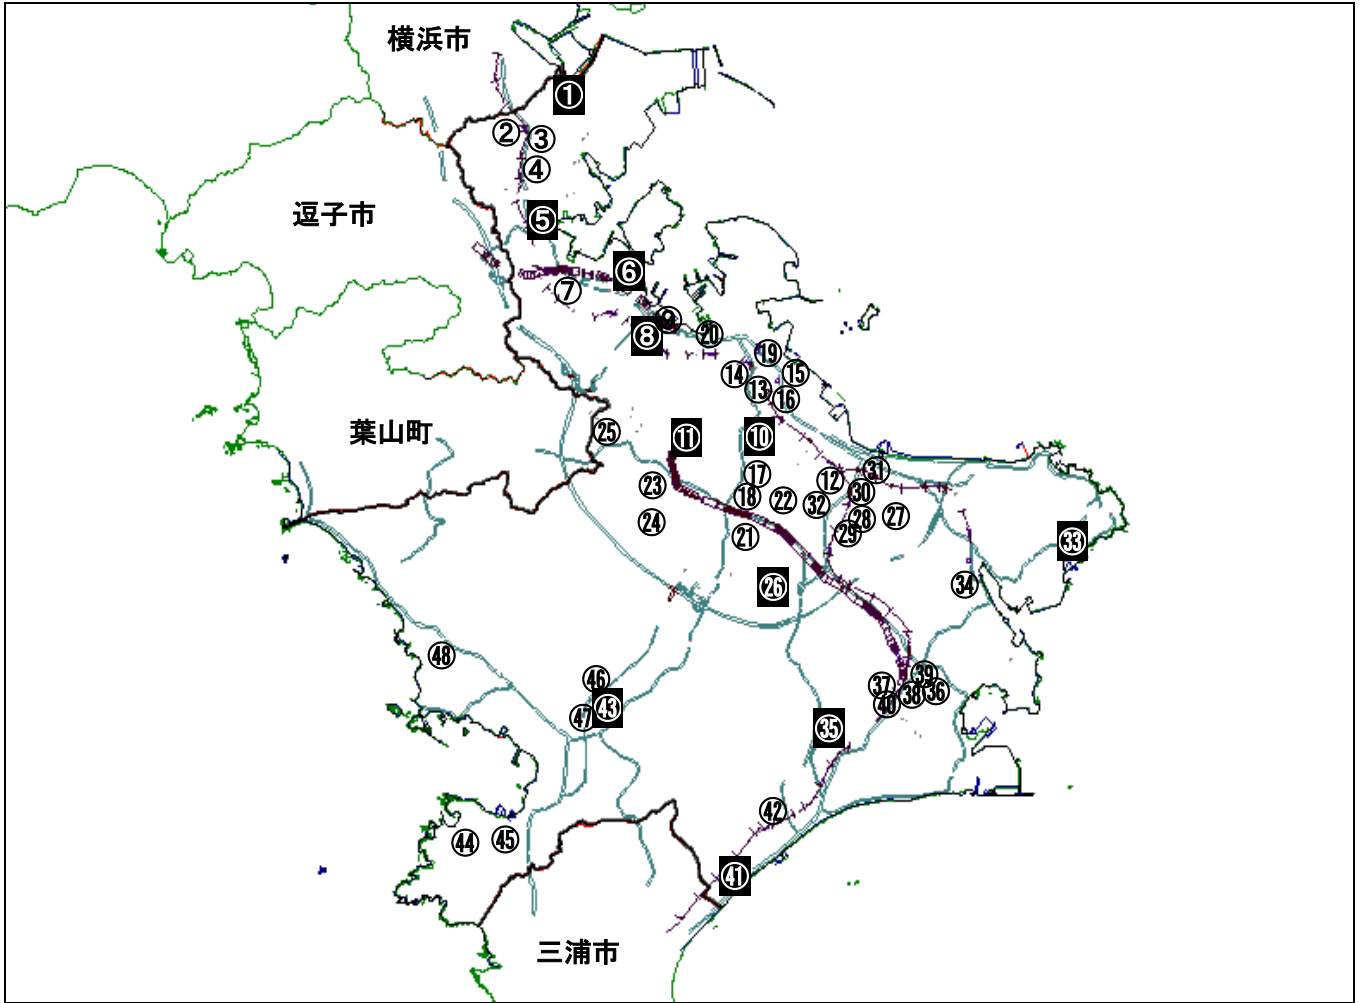 横浜市
①
② ③
④
逗子市
⑤
⑥
⑦
⑨
⑧ ⑳
⑲
⑭ ⑮
⑬ ⑯
葉山町
㉕ ⑪ ⑩
㉛
⑰
㉓ ⑫
⑱ ㉒ ㉜ ㉚
㉔ ㉘ ㉗
㉑ ㉙
㉝
㉖ ㉞
㊽
㊻ ㊲ ㊴
㊼ ㊸ ㊵ ㊳ ㊱
㉟
㊷
㊹ ㊺
㊶
三浦市